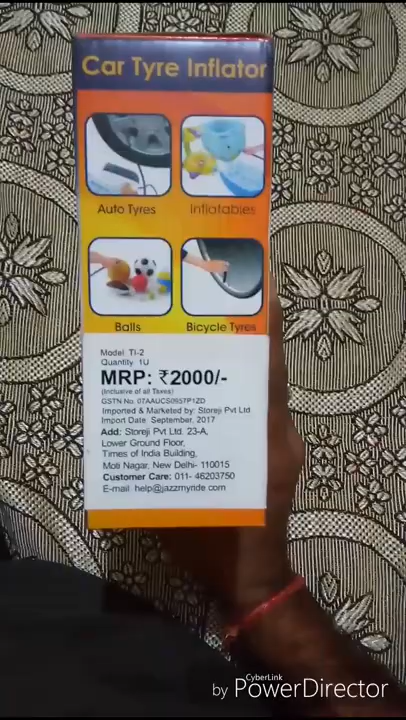 Car Tyre Inflator
Auto Tyres
Inflatables
Balls
Bicycle Tyres
Model TI-2
Quantity 1U
MRP: ₹2000/-
(Inclusive of all Taxes)
GSTN No. 07AAUCS0957P1ZD
Imported & Marketed by: Storeji Pvt Ltd
Import Date September, 2017
Add: Storeji Pvt Ltd. 23-A,
Lower Ground Floor,
Times of India Building,
Moti Nagar, New Delhi- 110015
Customer Care: 011- 46203750
E-mail: help@jazzmyride.com
CyberLink
by PowerDirector